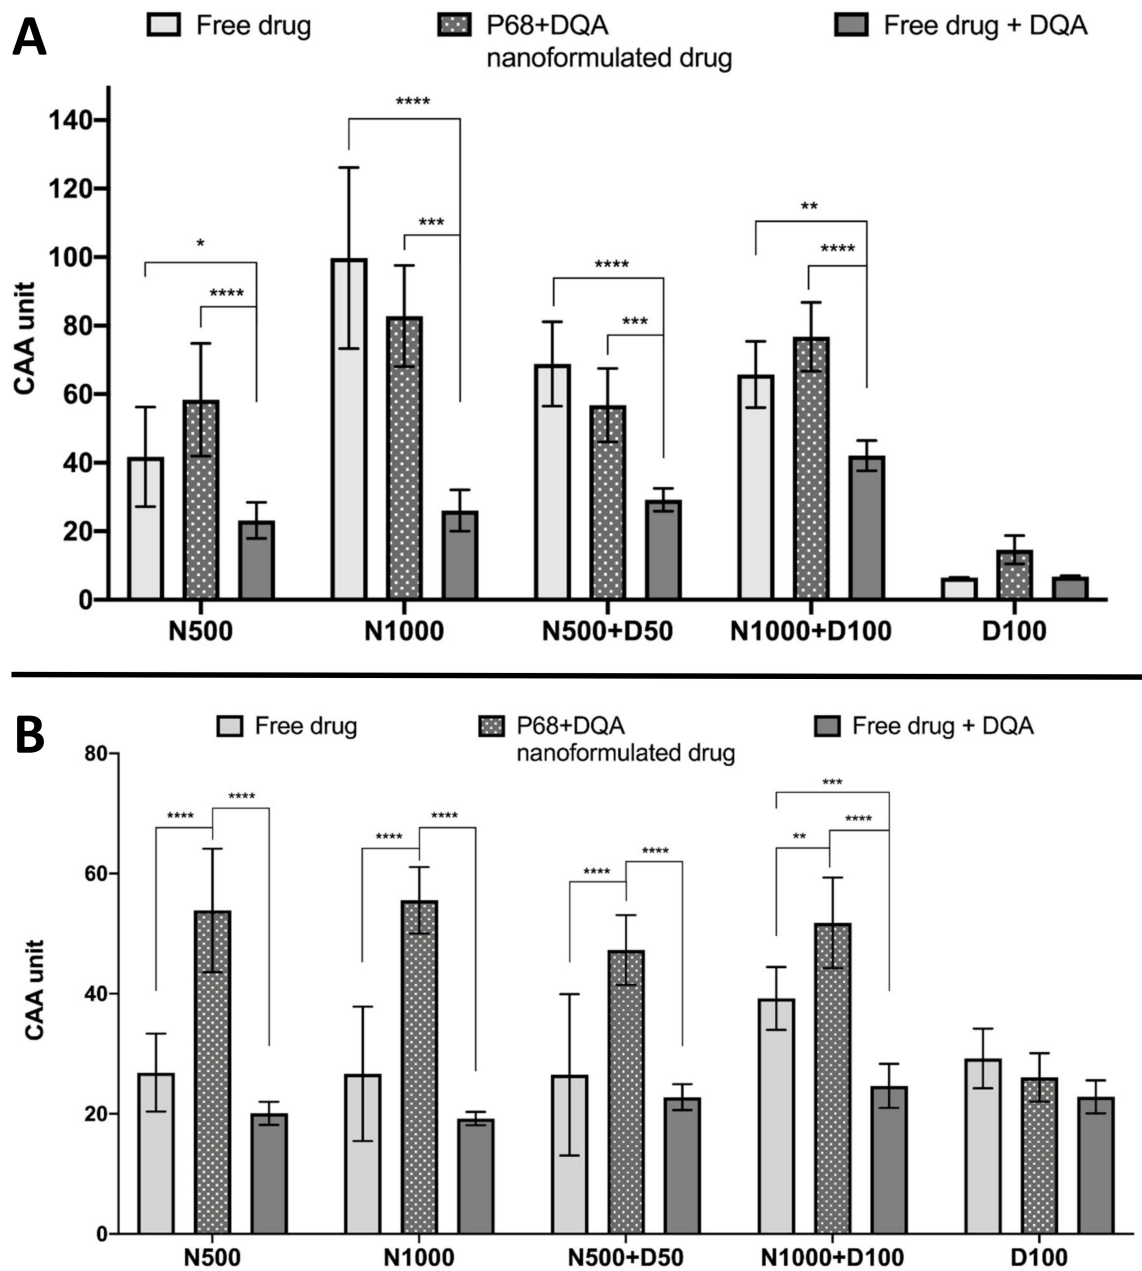 A
Free drug
P68+DQA
nanoformulated drug
Free drug + DQA
CAA unit
140
120
100
80
60
40
20
0
****
***
*
****
****
***
**
****
N500
N1000
N500+D50
N1000+D100
D100
B
Free drug
P68+DQA
nanoformulated drug
Free drug + DQA
CAA unit
80
60
40
20
0
****
****
****
****
****
****
***
**
****
N500
N1000
N500+D50
N1000+D100
D100